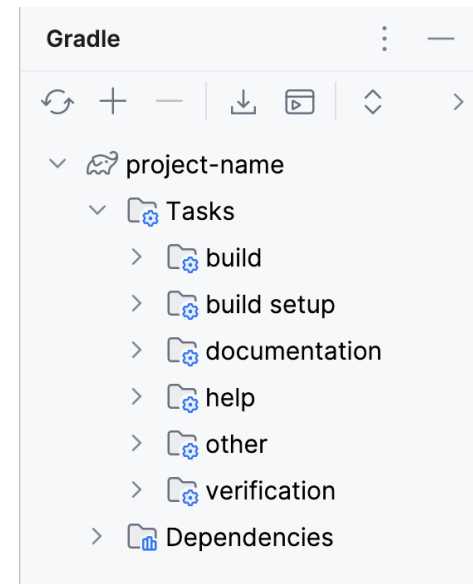 Gradle
project-name
Tasks
build
build setup
documentation
help
other
verification
Dependencies